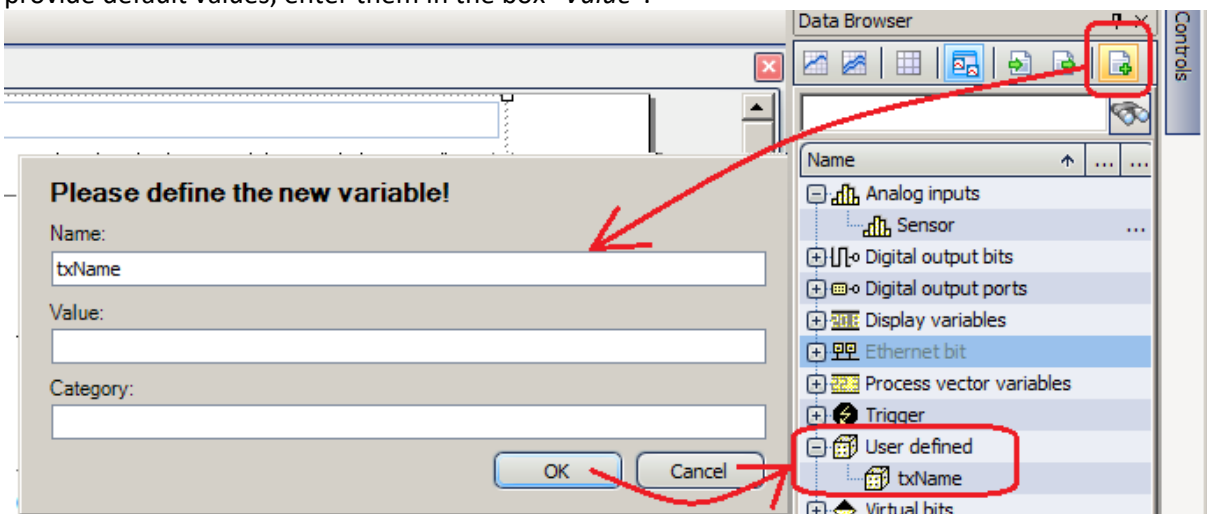 provide default values, enter them in the box "Value".
Data Browser
Controls
Name
... ...
Analog inputs
Sensor ...
Digital output bits
Digital output ports
Display variables
Ethernet bit
Process vector variables
Trigger
User defined
txName
Virtual bits
Please define the new variable!
Name:
txName
Value:
Category:
OK Cancel